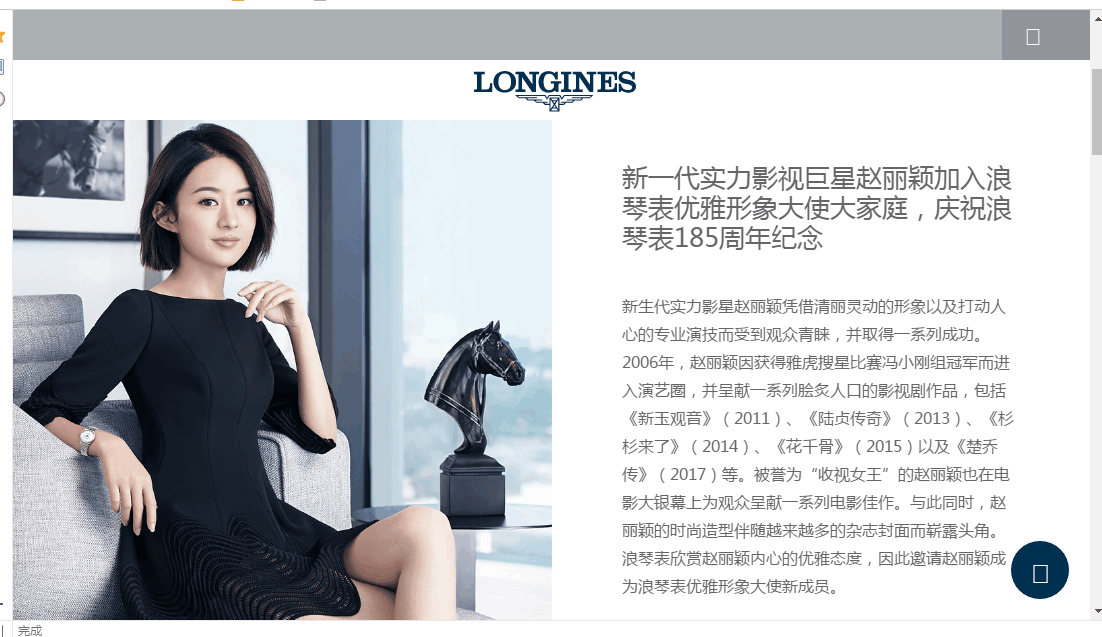 LONGINES
新一代实力影视巨星赵丽颖加入浪
琴表优雅形象大使大家庭，庆祝浪
琴表185周年纪念
新生代实力影星赵丽颖凭借清丽灵动的形象以及打动人
心的专业演技而受到观众青睐，并取得一系列成功。
2006年，赵丽颖因获得雅虎搜星比赛冯小刚组冠军而进
入演艺圈，并呈献一系列脍炙人口的影视剧作品，包括
《新玉观音》（2011）、《陆贞传奇》（2013）、《杉
杉来了》（2014）、《花千骨》（2015）以及《楚乔
传》（2017）等。被誉为“收视女王”的赵丽颖也在电
影大银幕上为观众呈献一系列电影佳作。与此同时，赵
丽颖的时尚造型伴随越来越多的杂志封面而崭露头角。
浪琴表欣赏赵丽颖内心的优雅态度，因此邀请赵丽颖成
为浪琴表优雅形象大使新成员。
完成